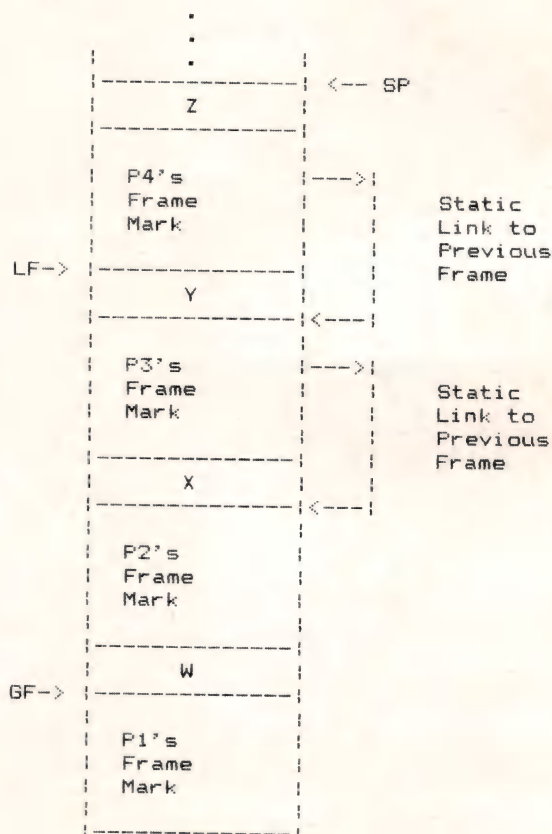 <-- SP
Z
P4's
Frame
Mark
Static
Link to
Previous
Frame
LF->
Y
P3's
Frame
Mark
Static
Link to
Previous
Frame
X
P2's
Frame
Mark
W
GF->
P1's
Frame
Mark